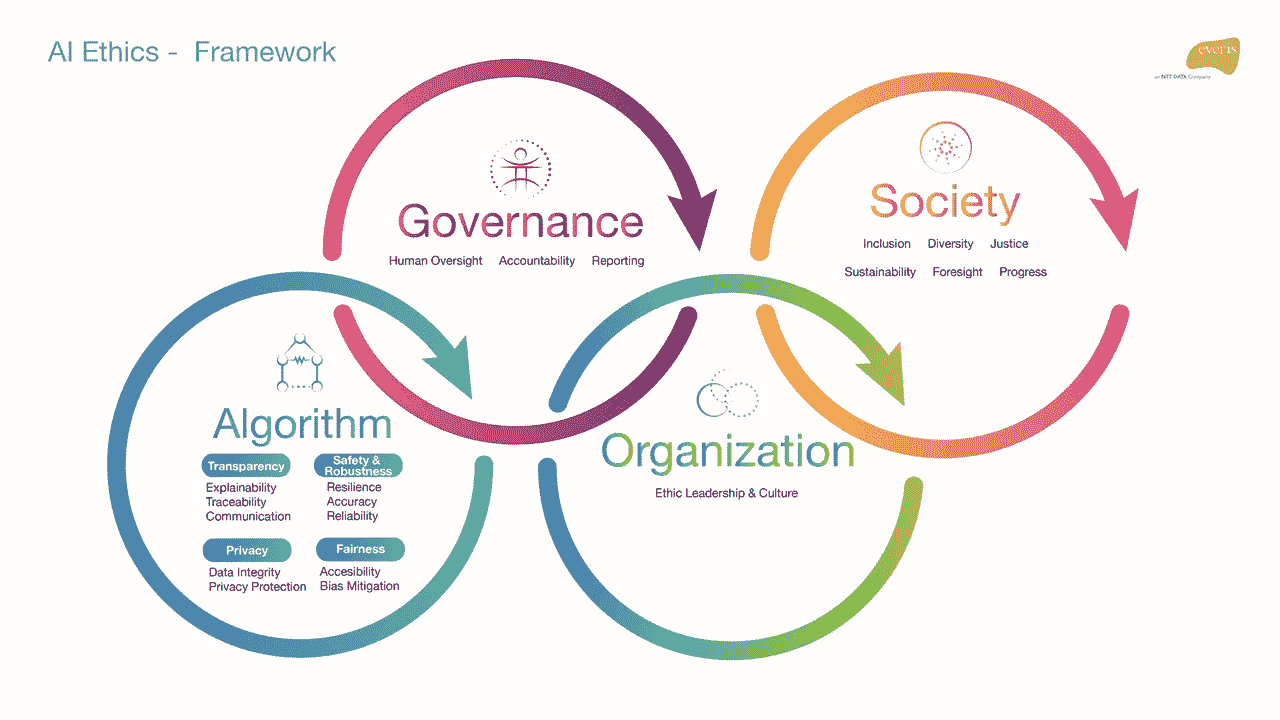 AI Ethics - Framework
everis
an NTT DATA Company
Governance
Human Oversight Accountability Reporting
Society
Inclusion Diversity Justice
Sustainability Foresight Progress
Algorithm
Transparency
Explainability
Traceability
Communication
Safety &
Robustness
Resilience
Accuracy
Reliability
Privacy
Data Integrity
Privacy Protection
Fairness
Accesibility
Bias Mitigation
Organization
Ethic Leadership & Culture